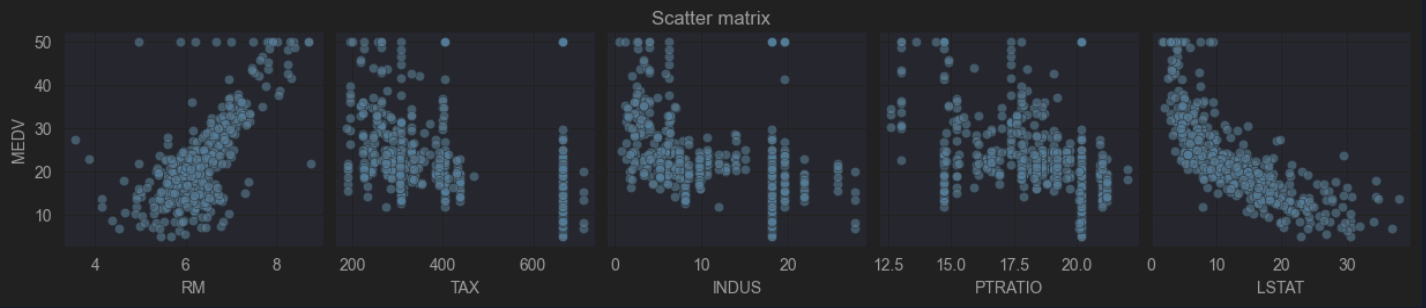 Scatter matrix
50
40
30
20
10
MEDV
4 6 8
200 400 600
0 10 20
12.5 15.0 17.5 20.0
0 10 20 30
RM
TAX
INDUS
PTRATIO
LSTAT